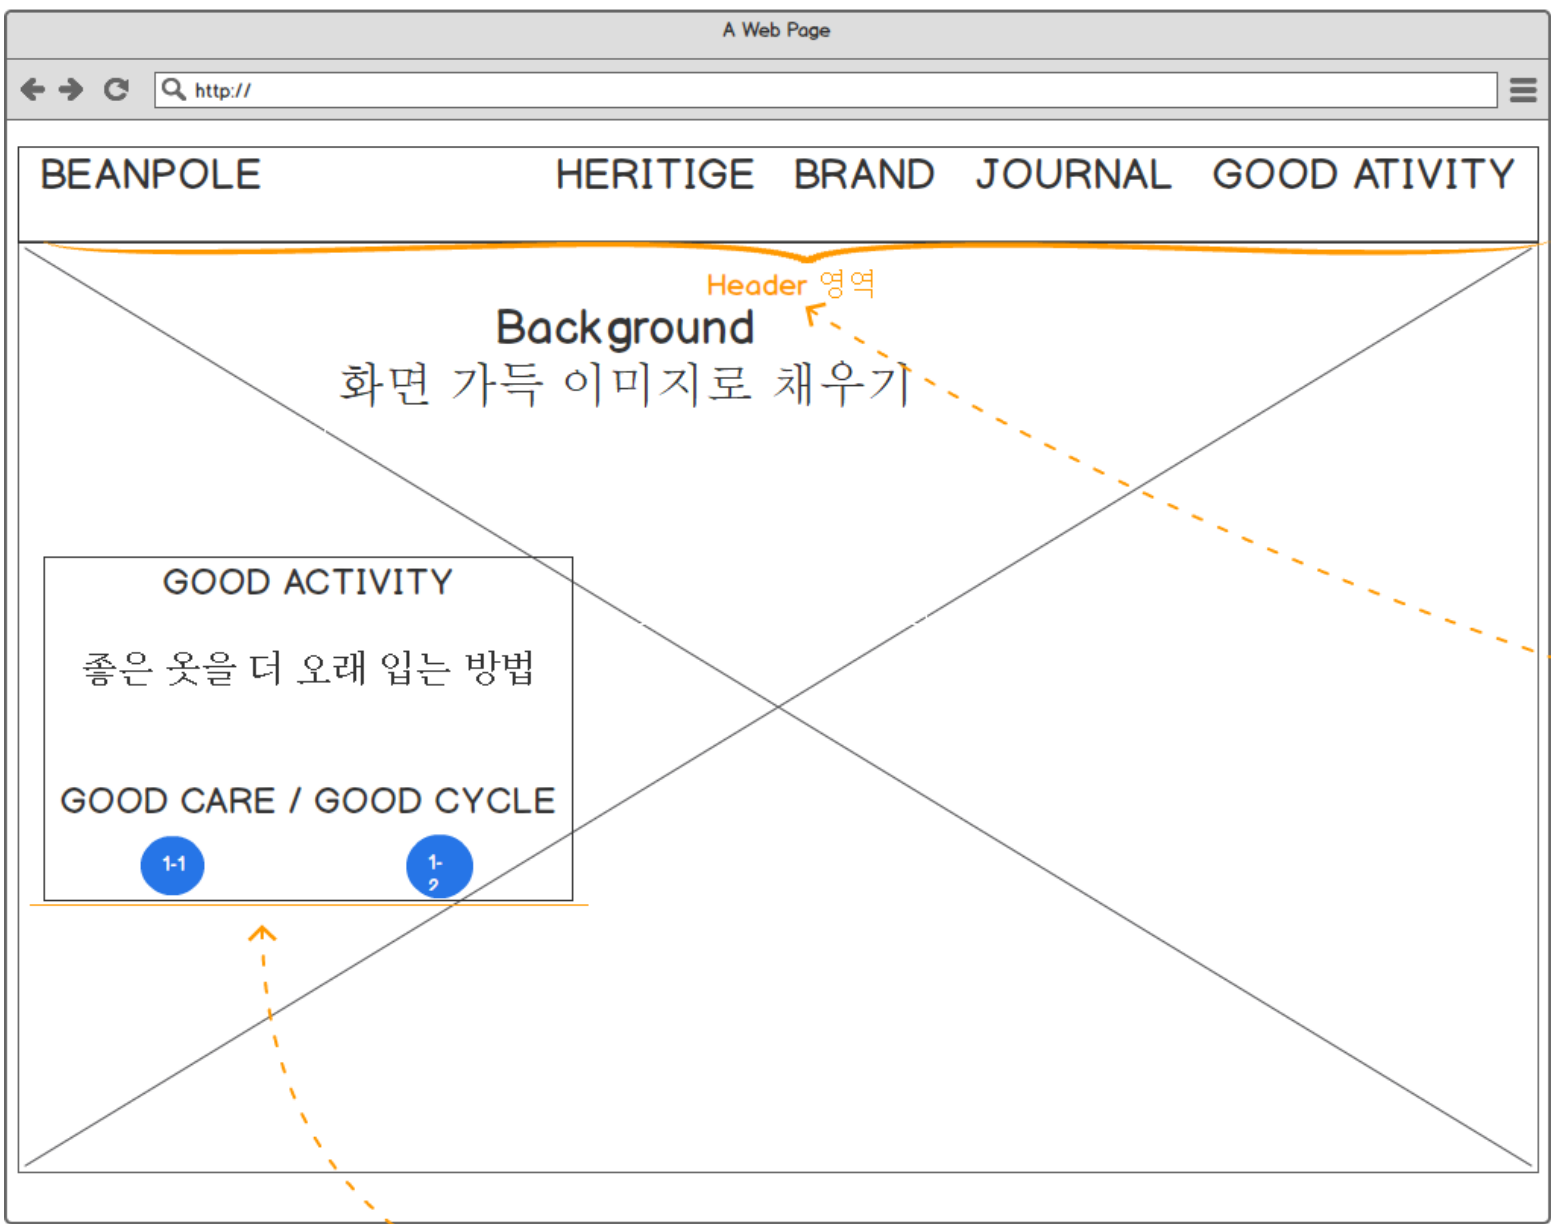 A Web Page
http://
BEANPOLE HERITIGE BRAND JOURNAL GOOD ATIVITY
Header 영역
Background
화면 가득 이미지로 채우기
GOOD ACTIVITY
좋은 옷을 더 오래 입는 방법
GOOD CARE / GOOD CYCLE
1-1
1-
2